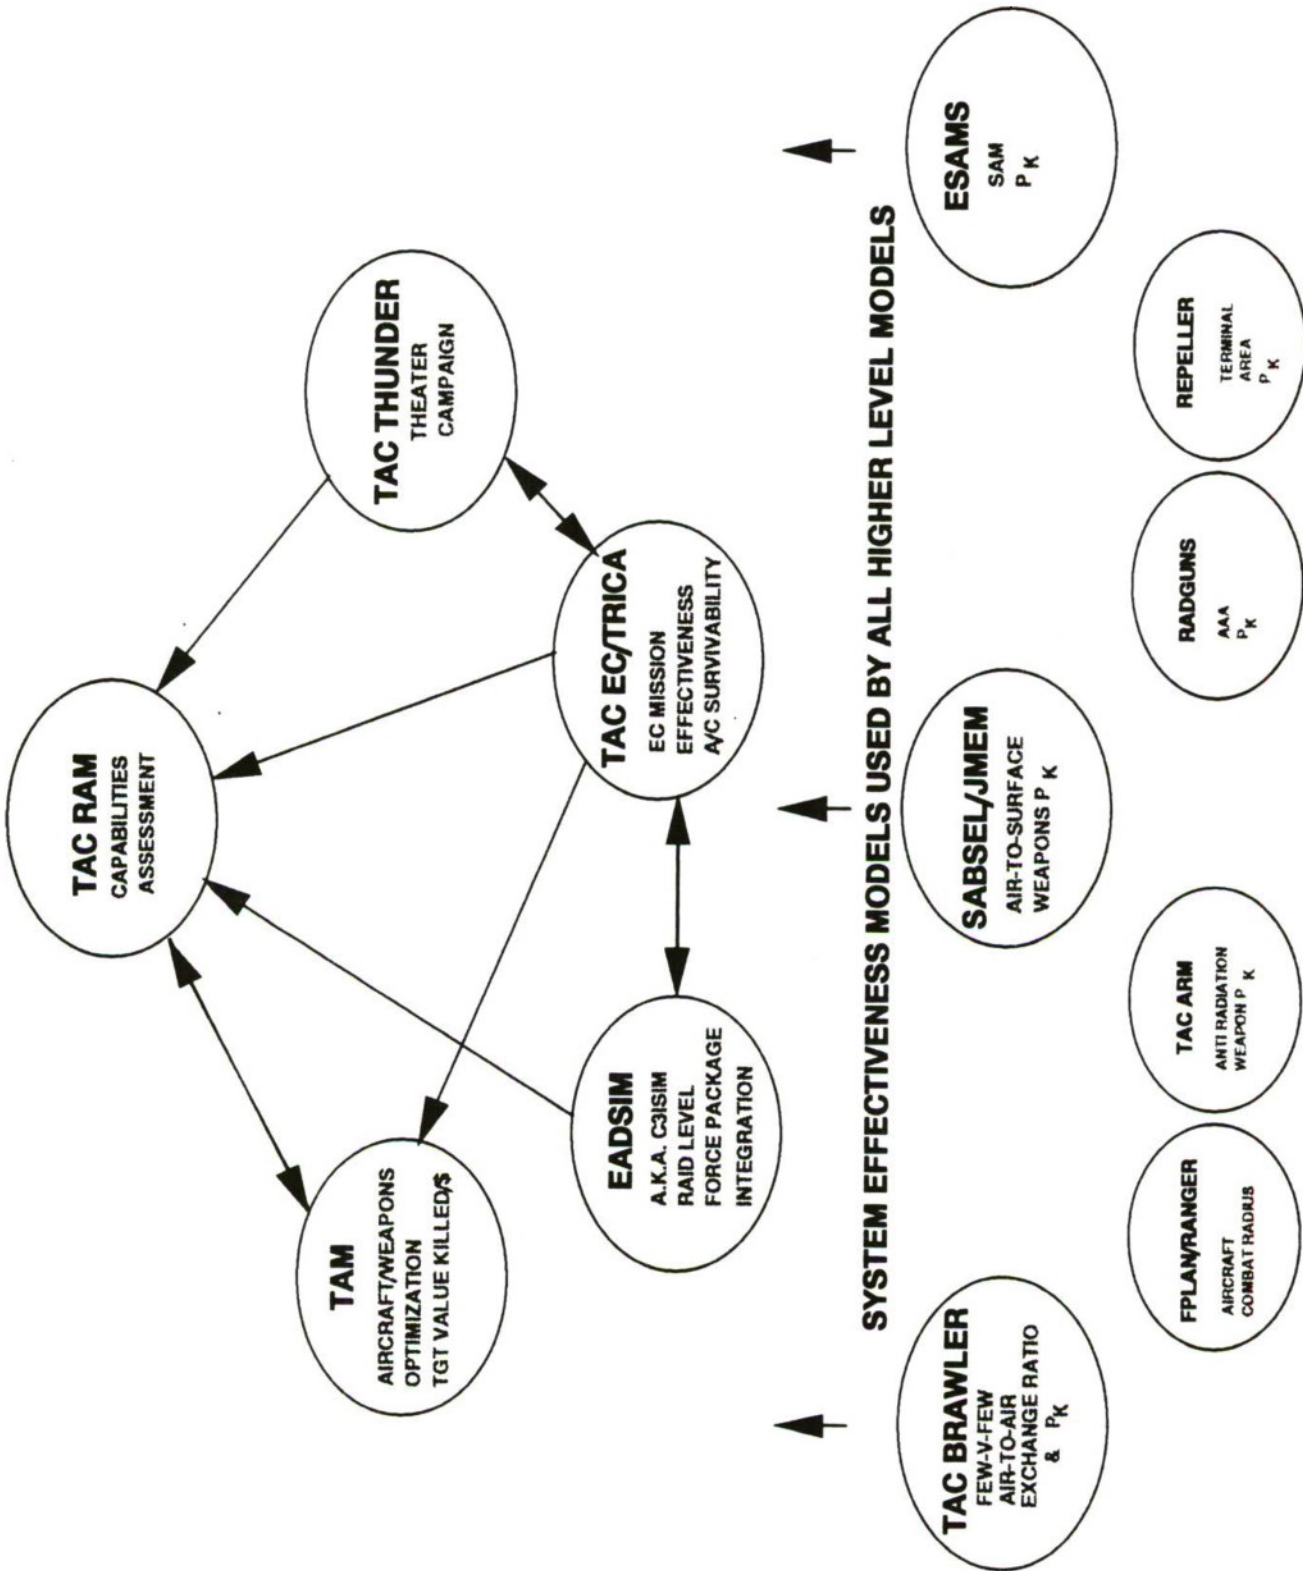 TAC RAM
CAPABILITIES
ASSESSMENT
TAM
AIRCRAFT/WEAPONS
OPTIMIZATION
TGT VALUE KILLED/$
TAC THUNDER
THEATER
CAMPAIGN
EADSIM
A.K.A. C3ISIM
RAID LEVEL
FORCE PACKAGE
INTEGRATION
TAC EC/TRICA
EC MISSION
EFFECTIVENESS
A/C SURVIVABILITY
SYSTEM EFFECTIVENESS MODELS USED BY ALL HIGHER LEVEL MODELS
TAC BRAWLER
FEW-V-FEW
AIR-TO-AIR
EXCHANGE RATIO
& PK
SABSEL/JMEM
AIR-TO-SURFACE
WEAPONS PK
ESAMS
SAM
PK
FPLAN/RANGER
AIRCRAFT
COMBAT RADIUS
TAC ARM
ANTI RADIATION
WEAPON PK
RADGUNS
AAA
PK
REPELLER
TERMINAL
AREA
PK